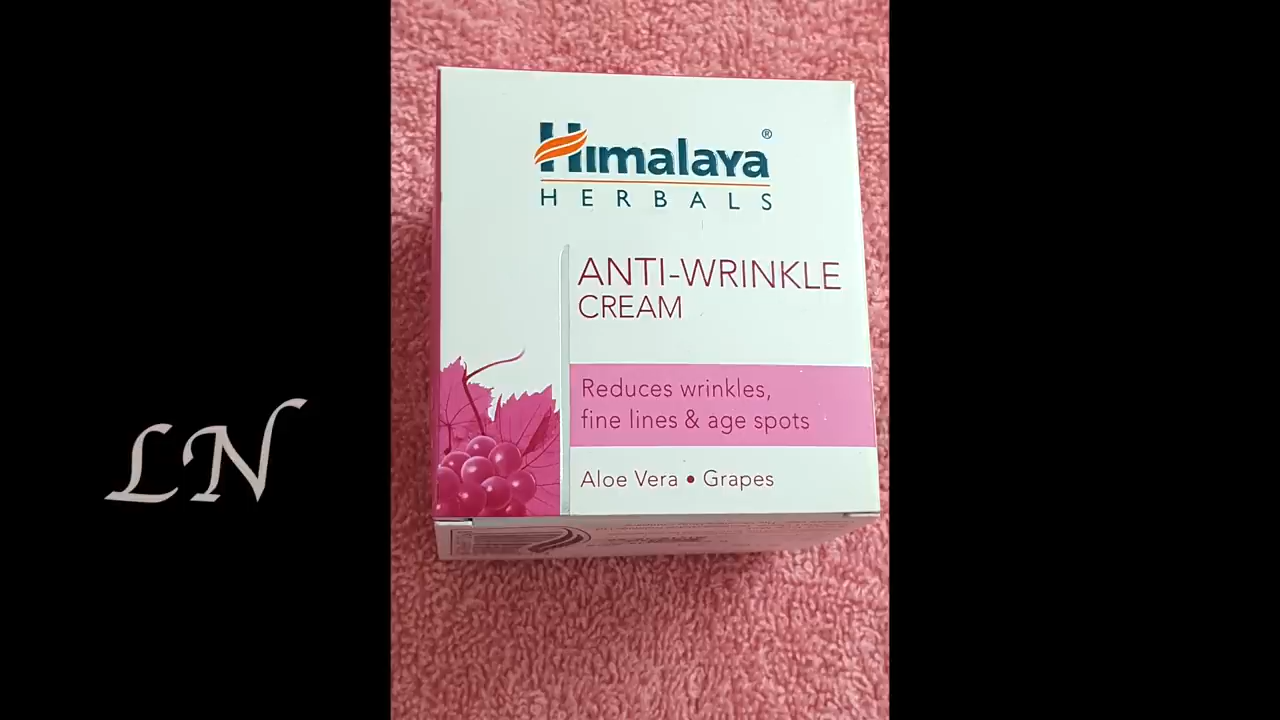 Himalaya®
HERBALS
ANTI-WRINKLE
CREAM
Reduces wrinkles,
fine lines & age spots
Aloe Vera • Grapes
LN